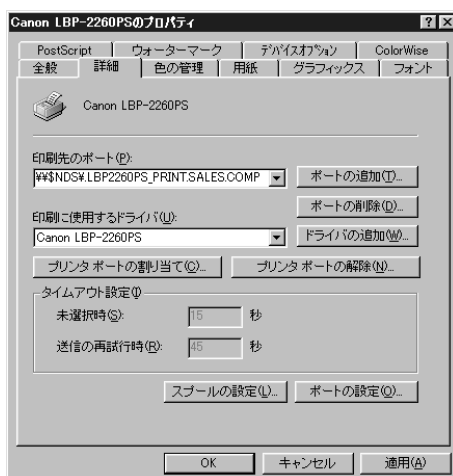 Canon LBP-2260PSのプロパティ
PostScript ウォーターマーク デバイスオプション ColorWise
全般 詳細 色の管理 用紙 グラフィックス フォント
Canon LBP-2260PS
印刷先のポート(P):
¥¥$NDS¥.LBP2260PS_PRINT.SALES.COMP ポートの追加(T)...
ポートの削除(D)...
印刷に使用するドライバ(U):
Canon LBP-2260PS ドライバの追加(W)...
プリンタ ポートの割り当て(C)... プリンタ ポートの解除(N)...
タイムアウト設定(I)
未選択時(S): 15 秒
送信の再試行時(R): 45 秒
スプールの設定(L)... ポートの設定(O)...
OK キャンセル 適用(A)